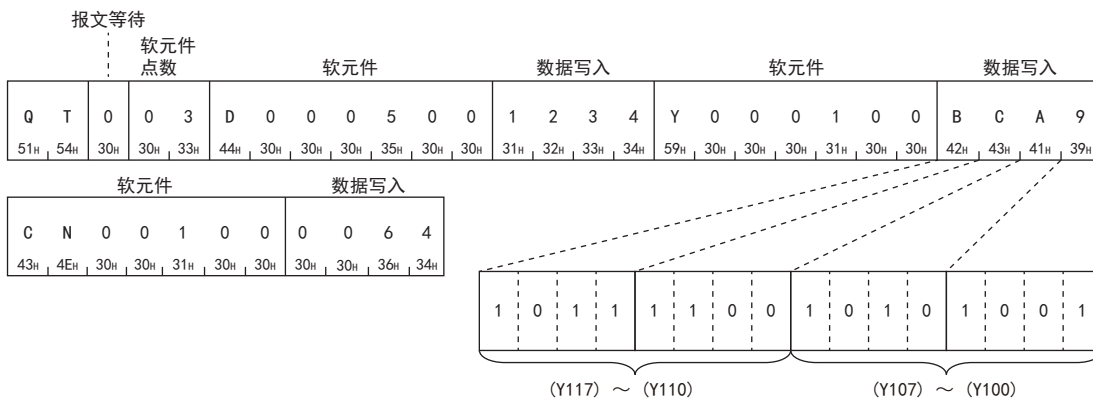 报文等待
软元件
点数 软元件 数据写入 软元件 数据写入
Q T 0 0 3 D 0 0 0 5 0 0 1 2 3 4 Y 0 0 0 1 0 0 B C A 9
51H 54H 30H 30H 33H 44H 30H 30H 30H 35H 30H 30H 31H 32H 33H 34H 59H 30H 30H 30H 31H 30H 30H 42H 43H 41H 39H
软元件 数据写入
C N 0 0 1 0 0 0 0 6 4
43H 4EH 30H 30H 31H 30H 30H 30H 30H 36H 34H
1 0 1 1 1 1 0 0 1 0 1 0 1 0 0 1
(Y117) ～ (Y110) (Y107) ～ (Y100)